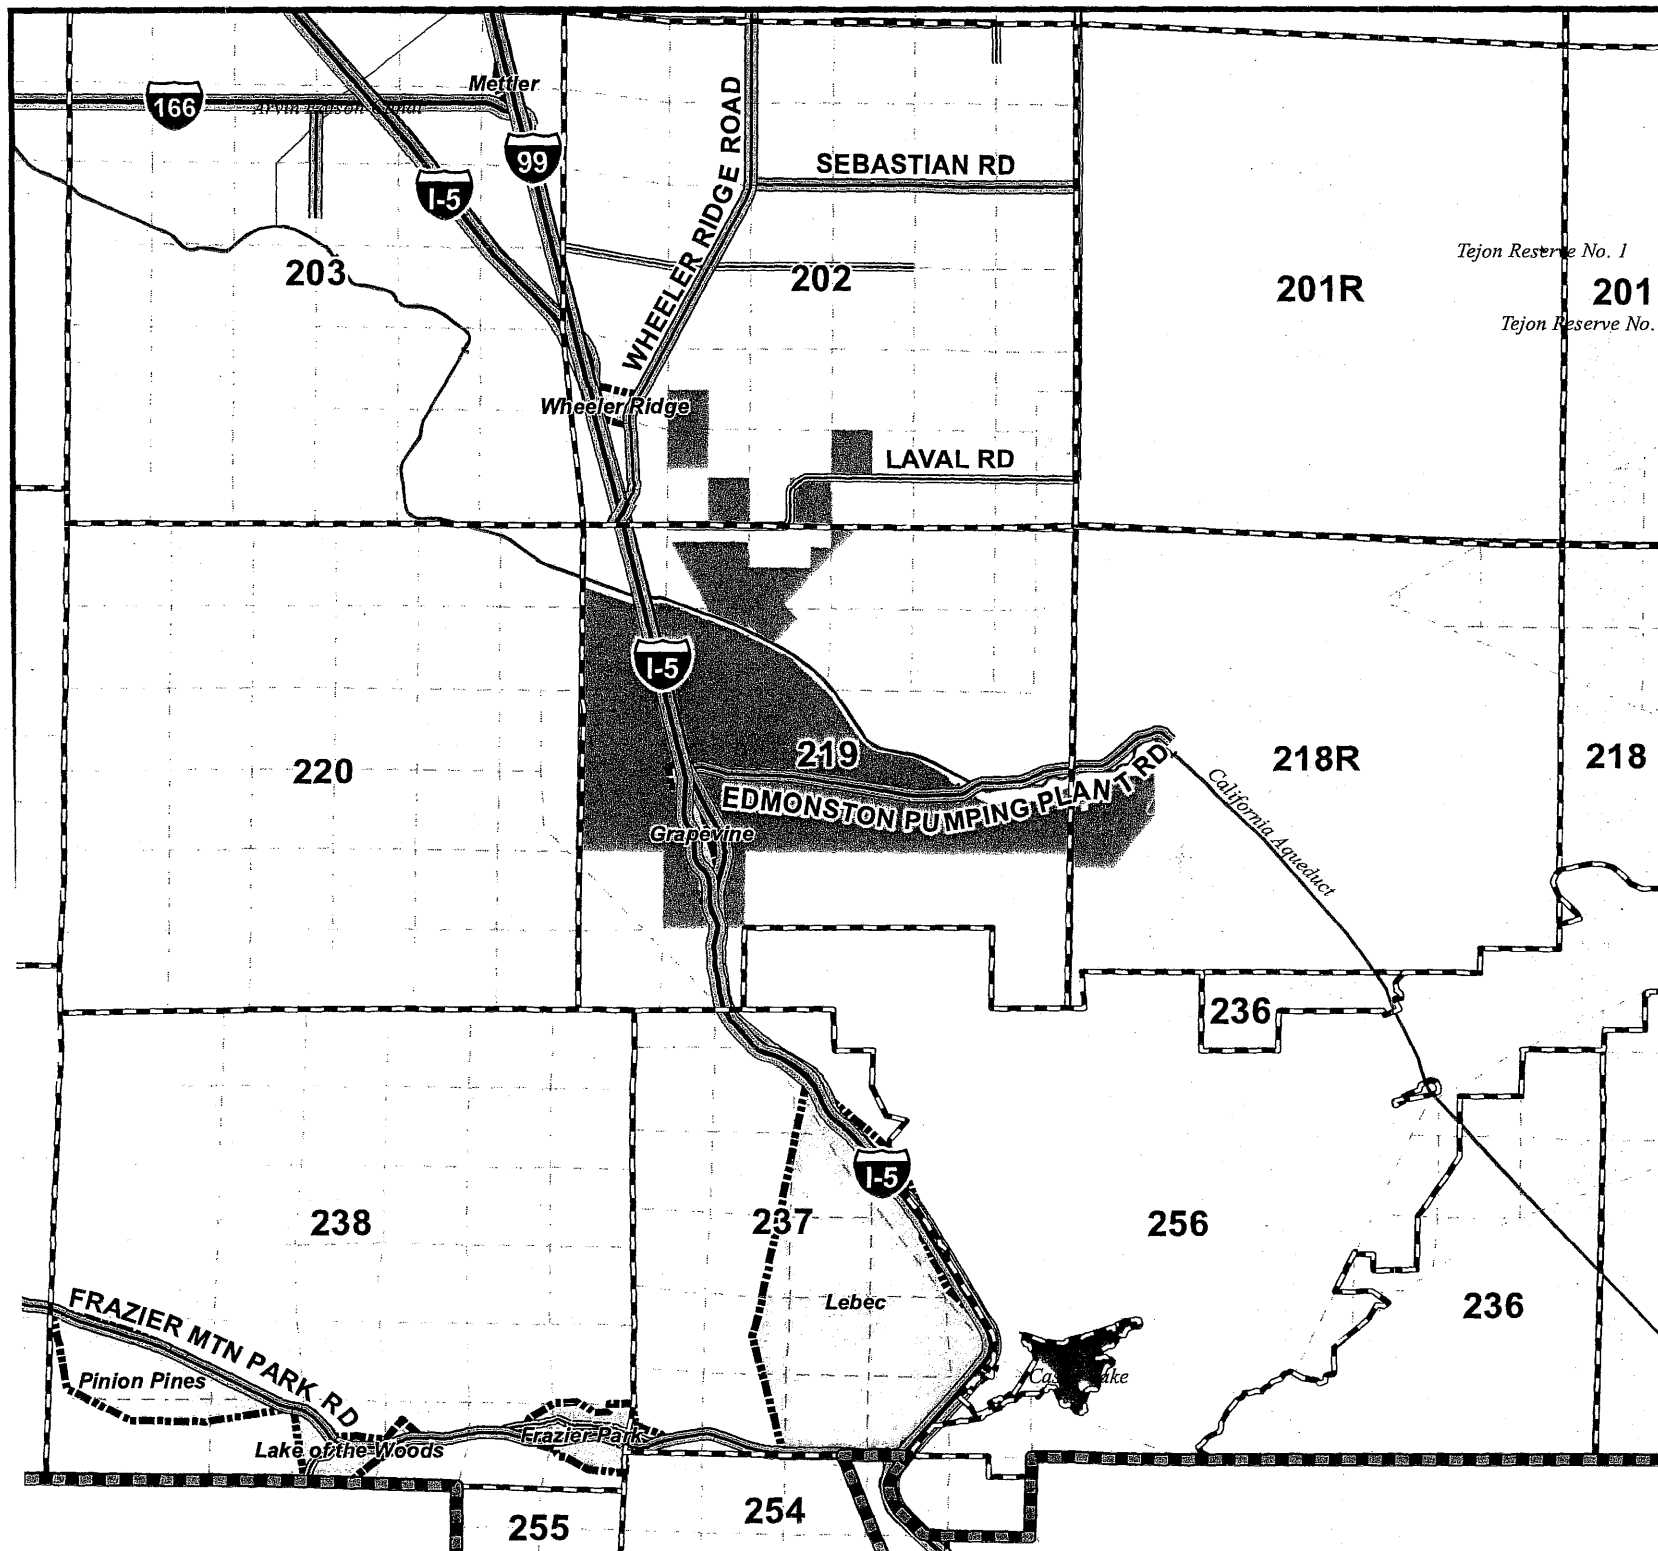 Mettler
166
99
I-5
WHEELER RIDGE ROAD
SEBASTIAN RD
203
202
201R
Tejon Reserve No. 1
201
Tejon Reserve No.
Wheeler Ridge
LAVAL RD
I-5
220
219
218R
218
EDMONSTON PUMPING PLANT RD
California Aqueduct
Grapevine
236
I-5
238
237
256
Lebec
236
FRAZIER MTN PARK RD
Pinion Pines
Lake of the Woods
Frazier Park
255
254